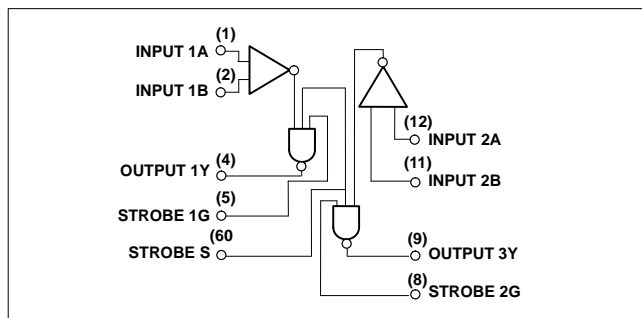 (1)
INPUT 1A
(2)
INPUT 1B
(12)
INPUT 2A
(11)
INPUT 2B
(4)
OUTPUT 1Y
(5)
STROBE 1G
(60
STROBE S
(9)
OUTPUT 3Y
(8)
STROBE 2G